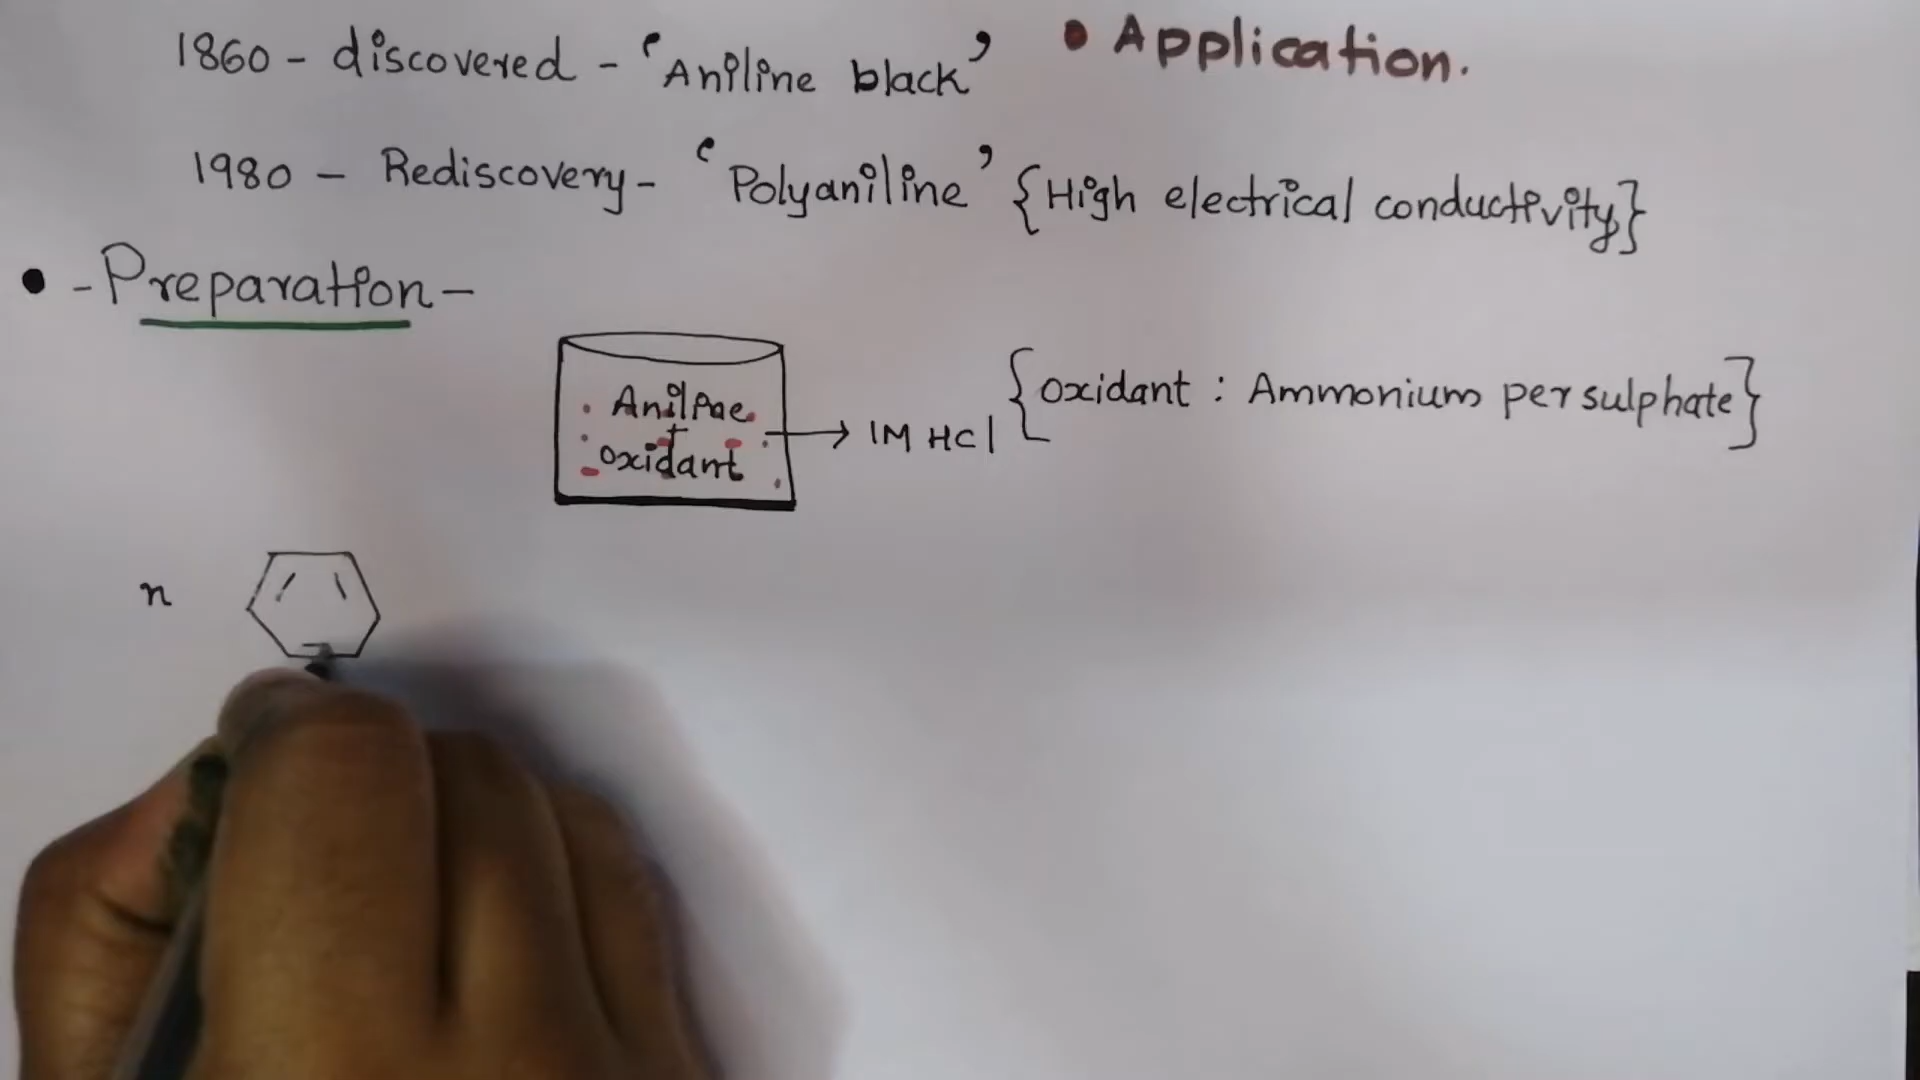 1860 - discovered - 'Aniline black'
• Application.
1980 - Rediscovery - 'Polyaniline' {High electrical conductivity}
• - Preparation -
Aniline
+
oxidant
→ 1M HCl
{oxidant : Ammonium persulphate}
n